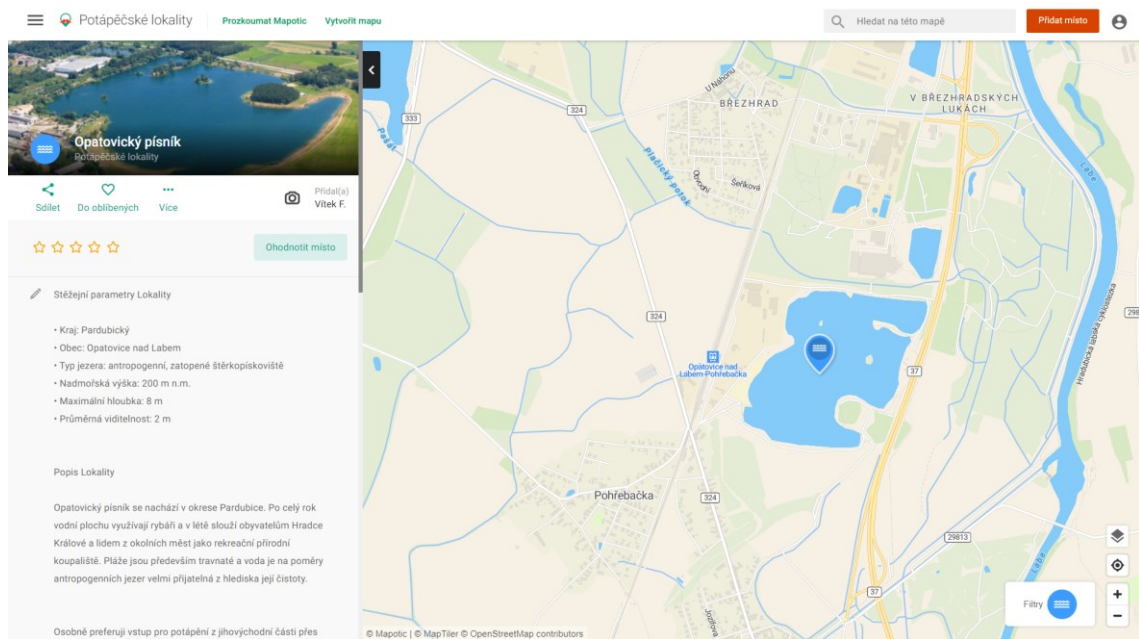 Potápěčské lokality
Prozkoumat Mapotic
Vytvořit mapu
Hledat na této mapě
Přidat místo
Opatovický písník
Potápěčské lokality
Sdílet
Do oblíbených
Více
Přidal(a)
Vítek F.
Ohodnotit místo
Stěžejní parametry Lokality
• Kraj: Pardubický
• Obec: Opatovice nad Labem
• Typ jezera: antropogenní, zatopené štěrkopískoviště
• Nadmořská výška: 200 m n.m.
• Maximální hloubka: 8 m
• Průměrná viditelnost: 2 m
Popis Lokality
Opatovický písník se nachází v okrese Pardubice. Po celý rok
vodní plochu využívají rybáři a v létě slouží obyvatelům Hradce
Králové a lidem z okolních měst jako rekreační přírodní
koupaliště. Pláže jsou především travnaté a voda je na poměry
antropogenních jezer velmi přijatelná z hlediska její čistoty.
Osobně preferuji vstup pro potápění z jihovýchodní části přes
333
324
U Náhonu
BŘEZHRAD
V BŘEZHRADSKÝCH
LUKÁCH
Plačický potok
Obvodní
Šeříková
Labe
Hradubická labská cyklostezka
298
324
Opatovice nad
Labem-Pohřebačka
37
Pohřebačka
324
29813
Labe
37
Jozífova
Filtry
© Mapotic | © MapTiler © OpenStreetMap contributors